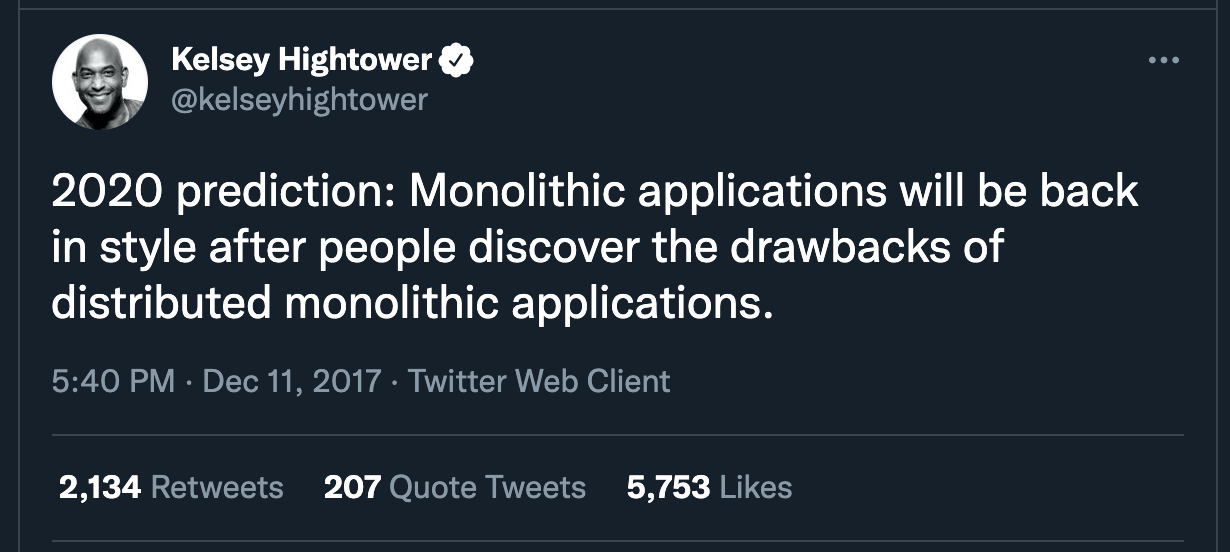 Kelsey Hightower
@kelseyhightower
2020 prediction: Monolithic applications will be back
in style after people discover the drawbacks of
distributed monolithic applications.
5:40 PM · Dec 11, 2017 · Twitter Web Client
2,134 Retweets 207 Quote Tweets 5,753 Likes